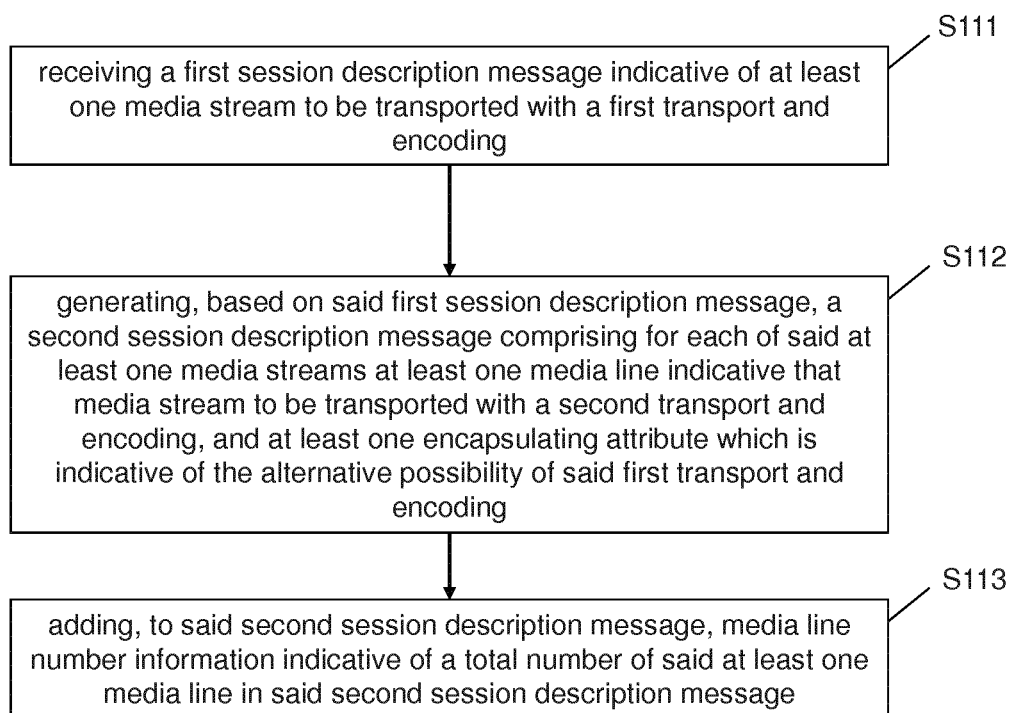 S111
receiving a first session description message indicative of at least
one media stream to be transported with a first transport and
encoding
S112
generating, based on said first session description message, a
second session description message comprising for each of said at
least one media streams at least one media line indicative that
media stream to be transported with a second transport and
encoding, and at least one encapsulating attribute which is
indicative of the alternative possibility of said first transport and
encoding
S113
adding, to said second session description message, media line
number information indicative of a total number of said at least one
media line in said second session description message